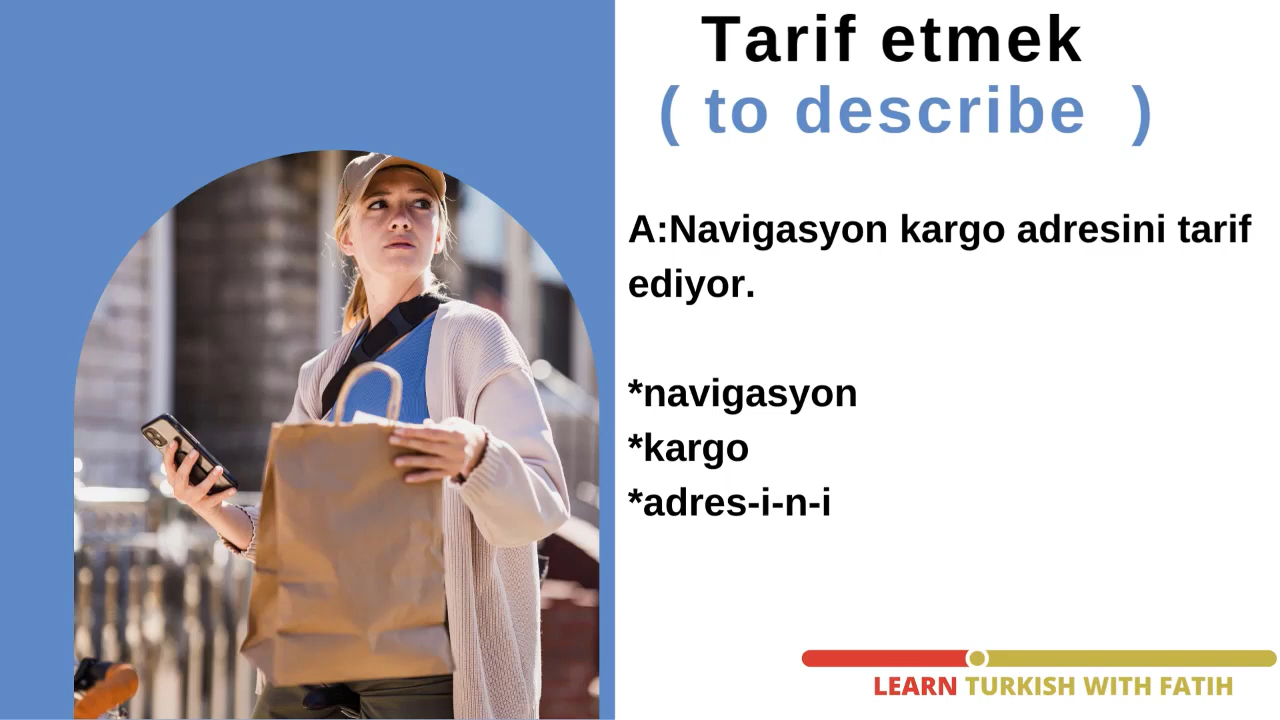 Tarif etmek
( to describe )
A:Navigasyon kargo adresini tarif
ediyor.
*navigasyon
*kargo
*adres-i-n-i
LEARN TURKISH WITH FATIH